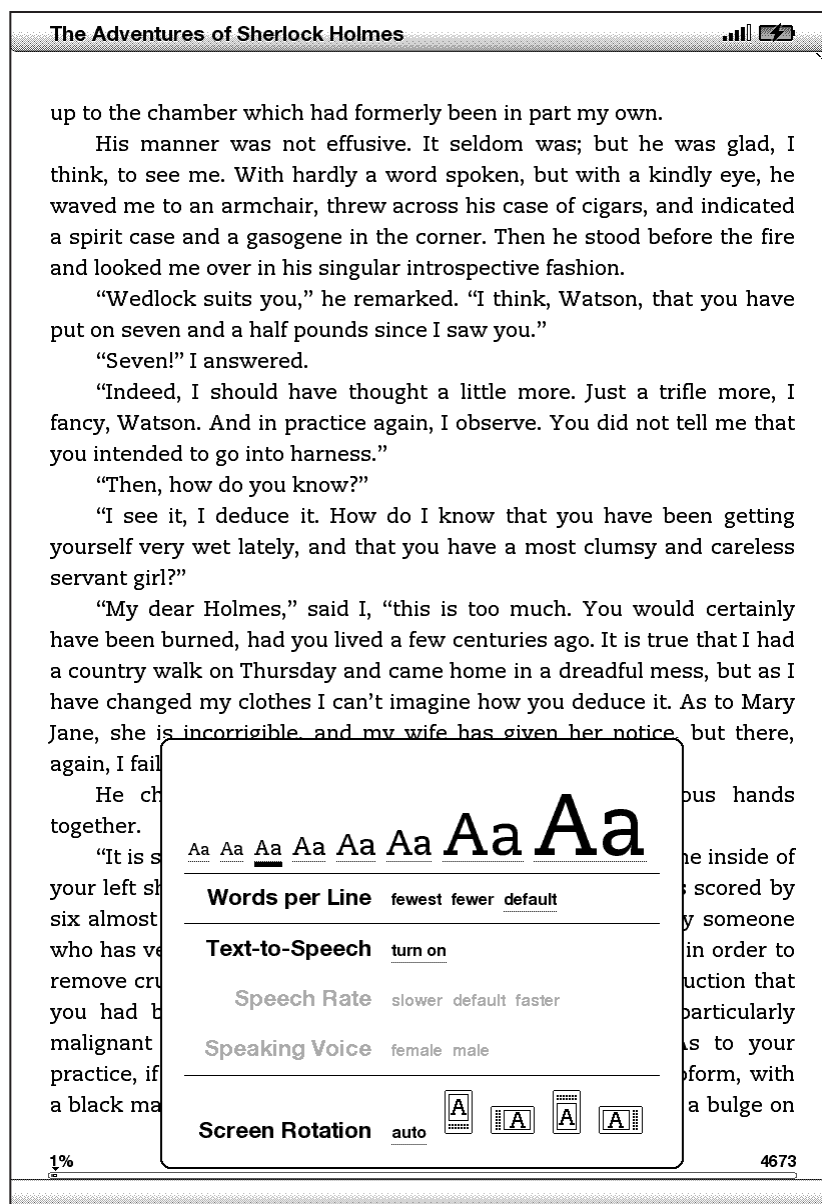 The Adventures of Sherlock Holmes
up to the chamber which had formerly been in part my own.
His manner was not effusive. It seldom was; but he was glad, I
think, to see me. With hardly a word spoken, but with a kindly eye, he
waved me to an armchair, threw across his case of cigars, and indicated
a spirit case and a gasogene in the corner. Then he stood before the fire
and looked me over in his singular introspective fashion.
“Wedlock suits you,” he remarked. “I think, Watson, that you have
put on seven and a half pounds since I saw you.”
“Seven!” I answered.
“Indeed, I should have thought a little more. Just a trifle more, I
fancy, Watson. And in practice again, I observe. You did not tell me that
you intended to go into harness.”
“Then, how do you know?”
“I see it, I deduce it. How do I know that you have been getting
yourself very wet lately, and that you have a most clumsy and careless
servant girl?”
“My dear Holmes,” said I, “this is too much. You would certainly
have been burned, had you lived a few centuries ago. It is true that I had
a country walk on Thursday and came home in a dreadful mess, but as I
have changed my clothes I can’t imagine how you deduce it. As to Mary
Jane, she is incorrigible, and my wife has given her notice, but there,
again, I fail
He hands
together.
“It is inside of
your left scored by
six almost someone
who has in order to
remove that
you had particularly
malignant to your
practice, if with
a black a bulge on
Aa Aa Aa Aa Aa Aa Aa Aa
Words per Line fewest fewer default
Text-to-Speech turn on
Speech Rate slower default faster
Speaking Voice female male
Screen Rotation auto A A A A
1% 4673